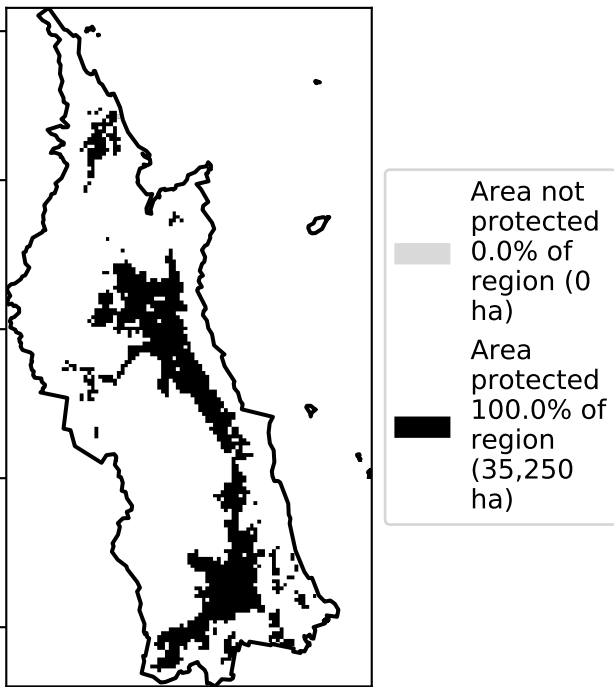 Area not
protected
0.0% of
region (0
ha)
Area
protected
100.0% of
region
(35,250
ha)